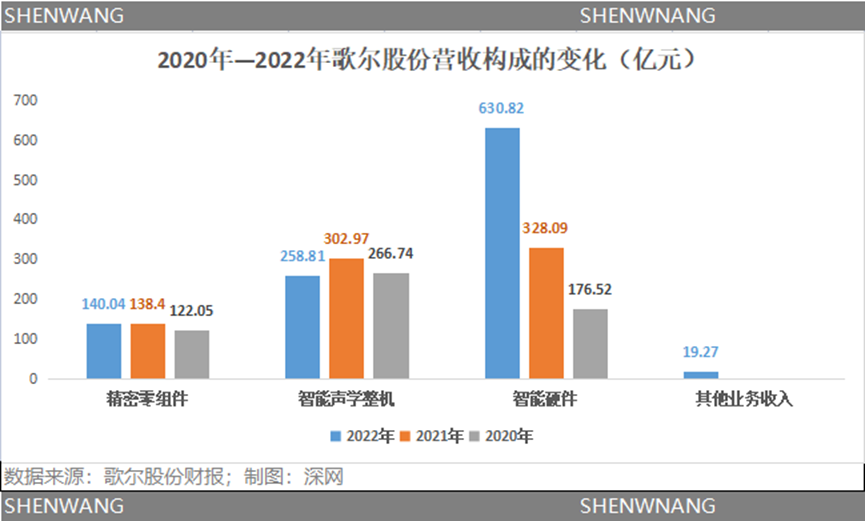 SHENWANG SHENWNANG
2020年—2022年歌尔股份营收构成的变化（亿元）
700
600
500
400
300
200
100
0
140.04 138.4 122.05
258.81 302.97 266.74
630.82 328.09 176.52
19.27
精密零组件 智能声学整机 智能硬件 其他业务收入
2022年 2021年 2020年
数据来源：歌尔股份财报；制图：深网
SHENWANG SHENWNANG